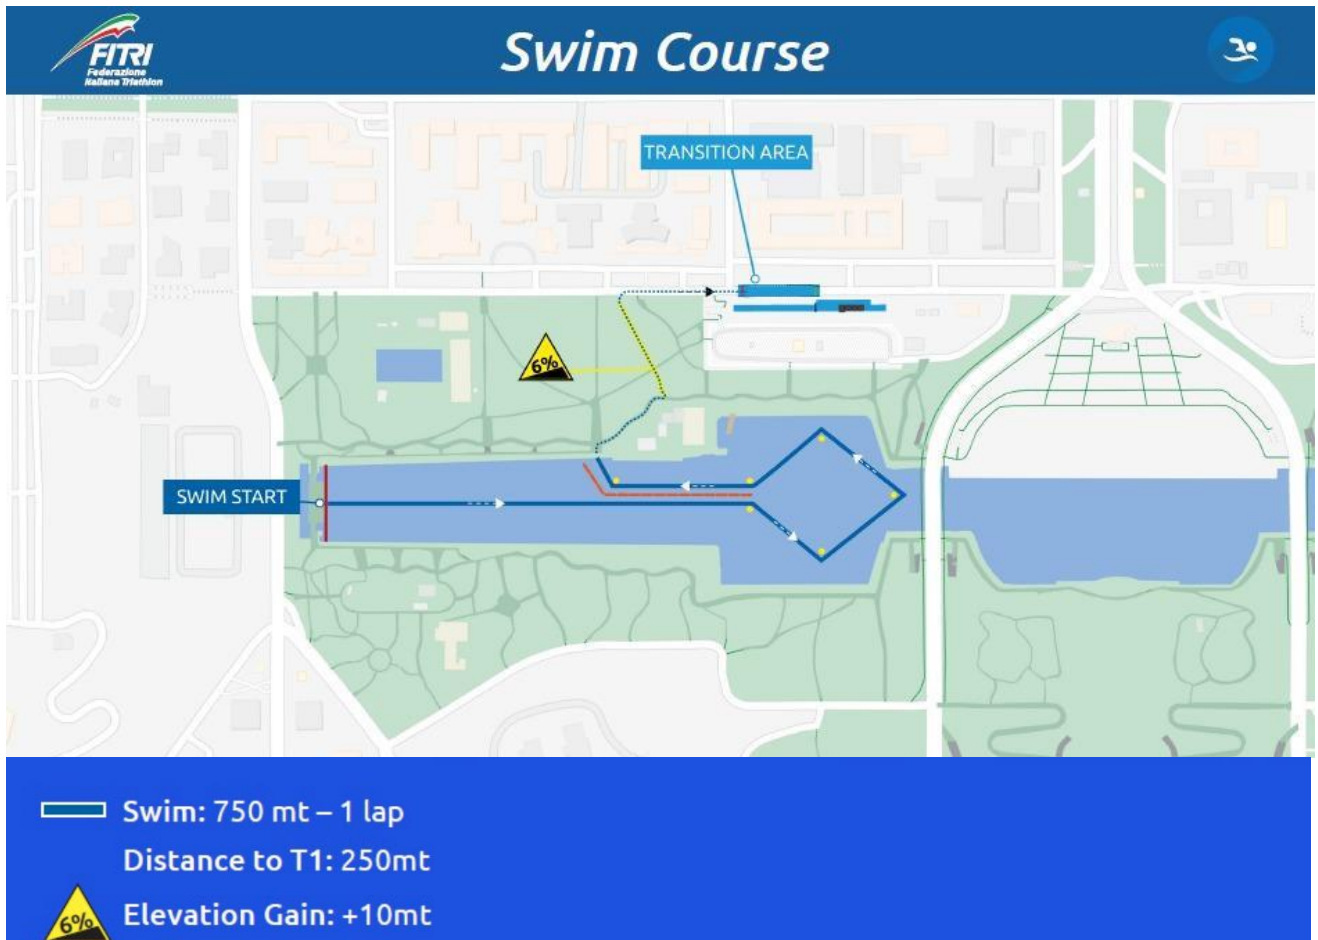 FITRI
Federazione
Italiana Triathlon
Swim Course
TRANSITION AREA
6%
SWIM START
Swim: 750 mt – 1 lap
Distance to T1: 250mt
6%
Elevation Gain: +10mt